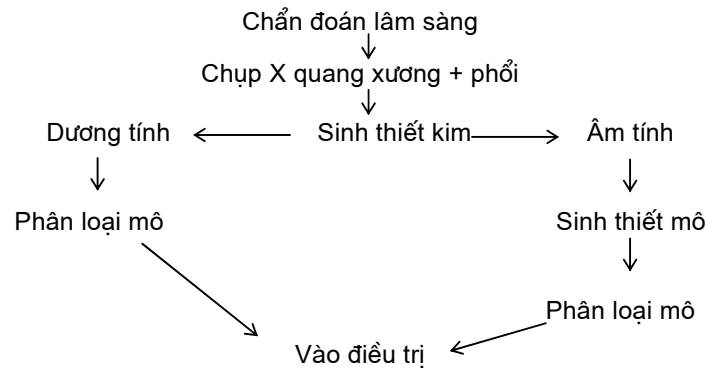 Chẩn đoán lâm sàng
Chụp X quang xương + phổi
Dương tính Sinh thiết kim Âm tính
Phân loại mô Sinh thiết mô
Phân loại mô
Vào điều trị